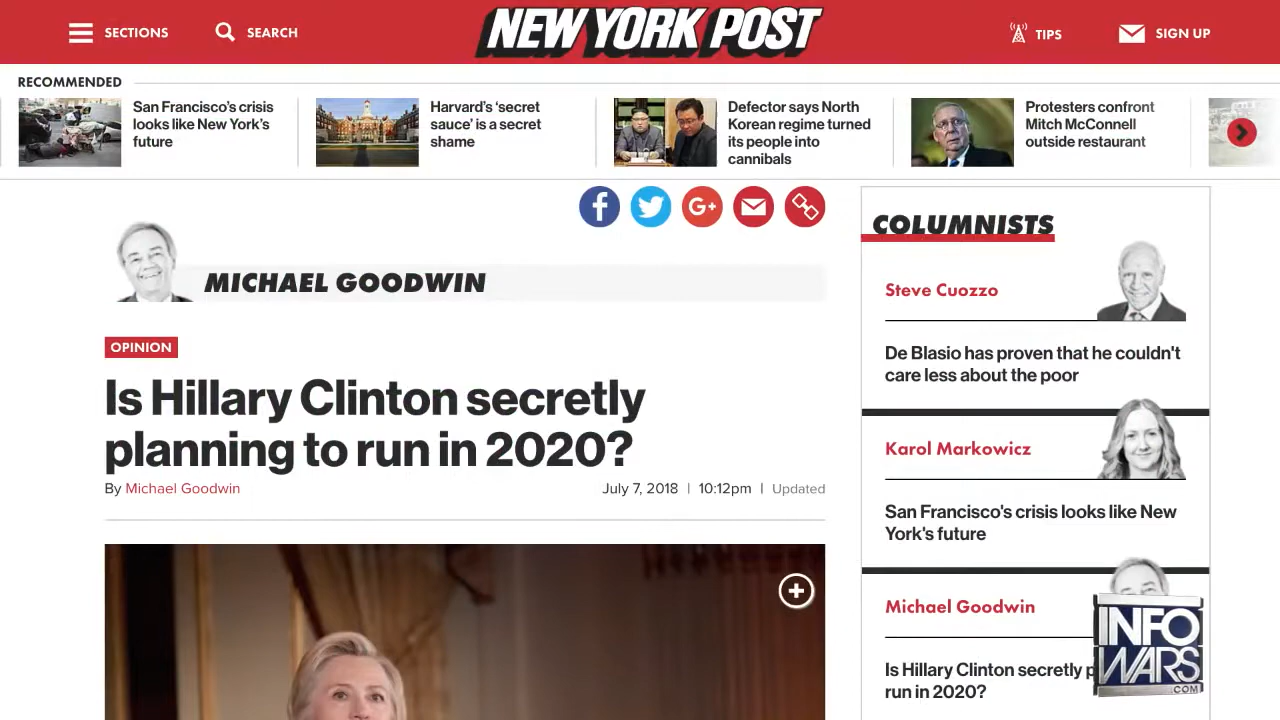 SECTIONS
SEARCH
NEW YORK POST
TIPS
SIGN UP
RECOMMENDED
San Francisco's crisis
looks like New York's
future
Harvard's 'secret
sauce' is a secret
shame
Defector says North
Korean regime turned
its people into
cannibals
Protesters confront
Mitch McConnell
outside restaurant
MICHAEL GOODWIN
OPINION
Is Hillary Clinton secretly
planning to run in 2020?
By Michael Goodwin
July 7, 2018 | 10:12pm | Updated
COLUMNISTS
Steve Cuozzo
De Blasio has proven that he couldn't
care less about the poor
Karol Markowicz
San Francisco's crisis looks like New
York's future
Michael Goodwin
Is Hillary Clinton secretly p
run in 2020?
INFO
WARS
.COM